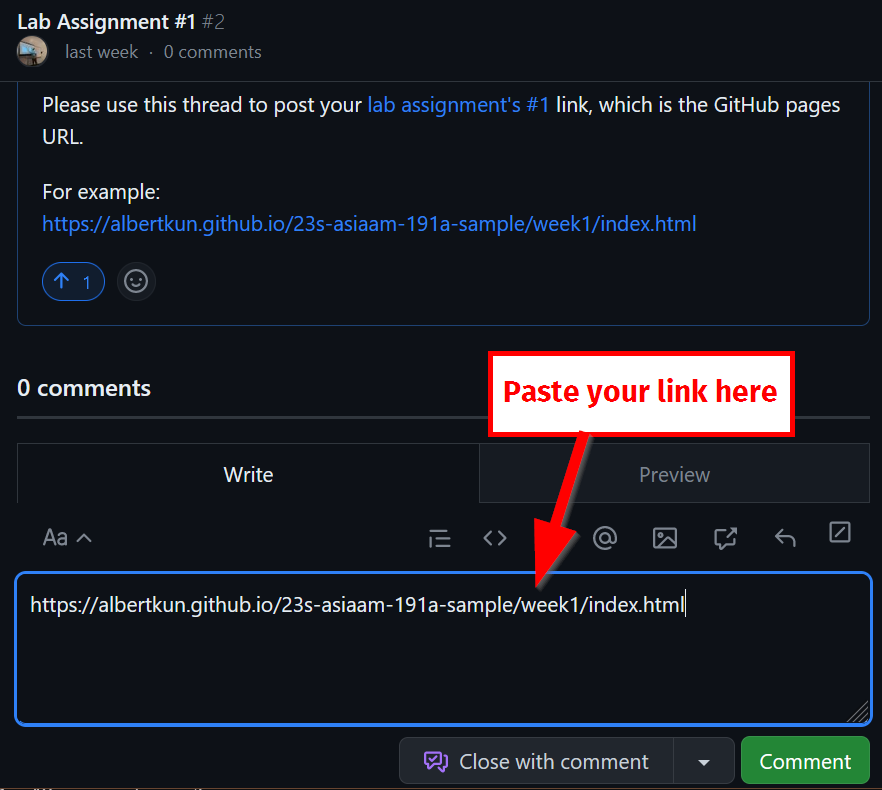 Lab Assignment #1 #2
last week · 0 comments
Please use this thread to post your lab assignment's #1 link, which is the GitHub pages
URL.
For example:
https://albertkun.github.io/23s-asiaam-191a-sample/week1/index.html
1
0 comments
Paste your link here
Write
Preview
Aa
https://albertkun.github.io/23s-asiaam-191a-sample/week1/index.html
Close with comment
Comment